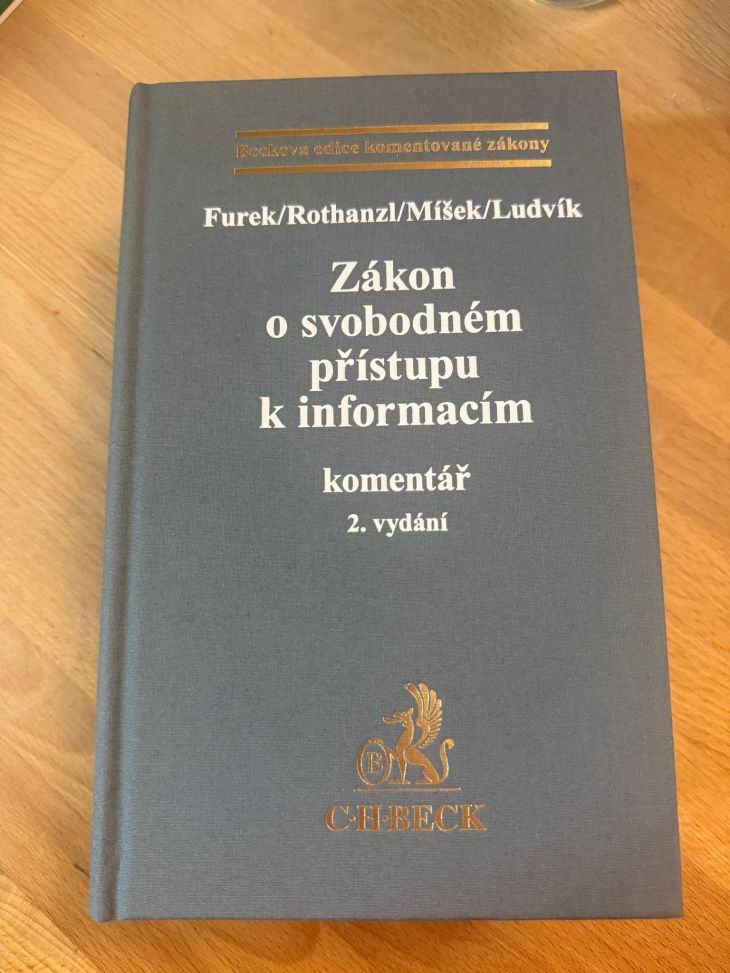 Beckova edice komentované zákony
Furek/Rothanzl/Míšek/Ludvík
Zákon
o svobodném
přístupu
k informacím
komentář
2. vydání
B
C·H·BECK